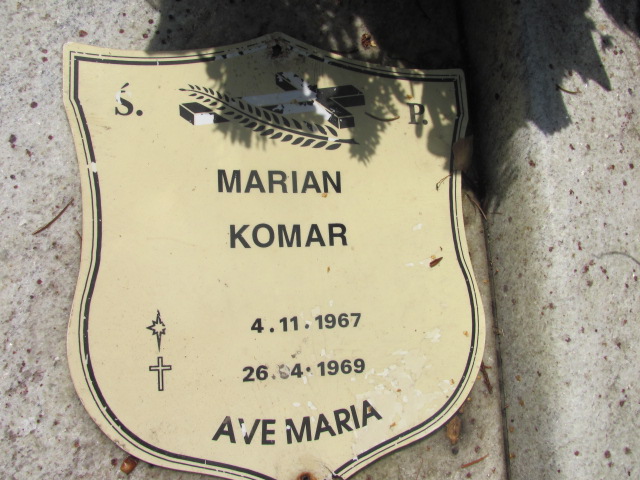 Ś. P.
MARIAN
KOMAR
4.11.1967
26.04.1969
AVE MARIA